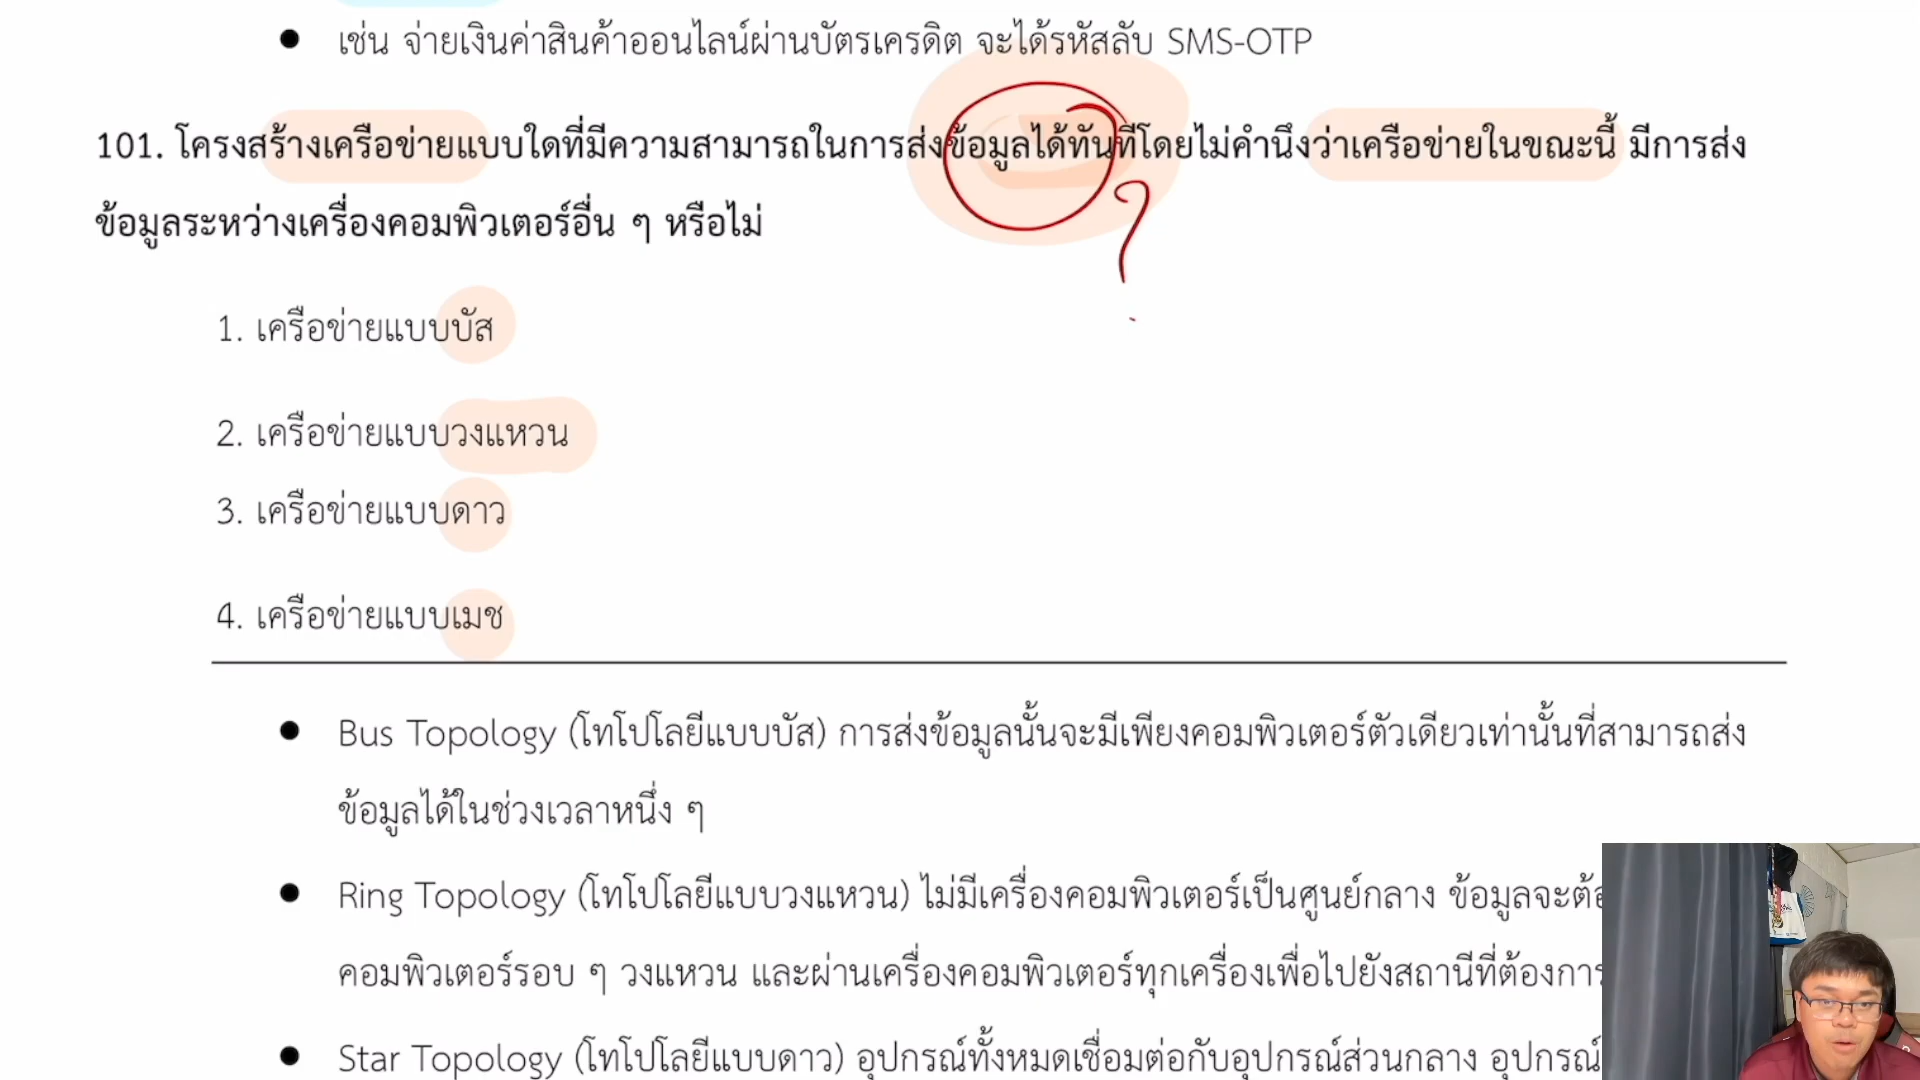 ● เช่น จ่ายเงินค่าสินค้าออนไลน์ผ่านบัตรเครดิต จะได้รหัสลับ SMS-OTP
101. โครงสร้างเครือข่ายแบบใดที่มีความสามารถในการส่งข้อมูลได้ทันทีโดยไม่คำนึงว่าเครือข่ายในขณะนี้ มีการส่ง
ข้อมูลระหว่างเครื่องคอมพิวเตอร์อื่น ๆ หรือไม่
?
1. เครือข่ายแบบบัส
2. เครือข่ายแบบวงแหวน
3. เครือข่ายแบบดาว
4. เครือข่ายแบบเมช
● Bus Topology (โทโปโลยีแบบบัส) การส่งข้อมูลนั้นจะมีเพียงคอมพิวเตอร์ตัวเดียวเท่านั้นที่สามารถส่ง
ข้อมูลได้ในช่วงเวลาหนึ่ง ๆ
● Ring Topology (โทโปโลยีแบบวงแหวน) ไม่มีเครื่องคอมพิวเตอร์เป็นศูนย์กลาง ข้อมูลจะ
คอมพิวเตอร์รอบ ๆ วงแหวน และผ่านเครื่องคอมพิวเตอร์ทุกเครื่องเพื่อไปยังสถานีที่
● Star Topology (โทโปโลยีแบบดาว) อุปกรณ์ทั้งหมดเชื่อมต่อกับอุปกรณ์ส่วนกลาง อุปกรณ์